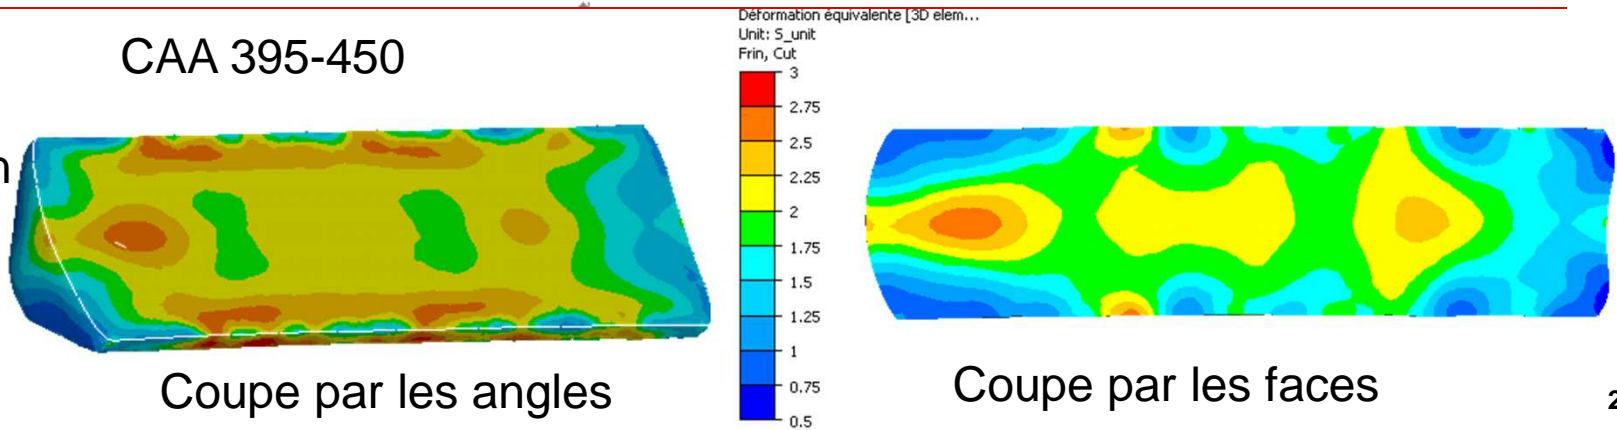 Déformation équivalente [3D elem...
Unit: S_unit
Frin, Cut
CAA 395-450
3
2.75
2.5
2.25
2
1.75
1.5
1.25
1
0.75
0.5
n
Coupe par les angles
Coupe par les faces
2